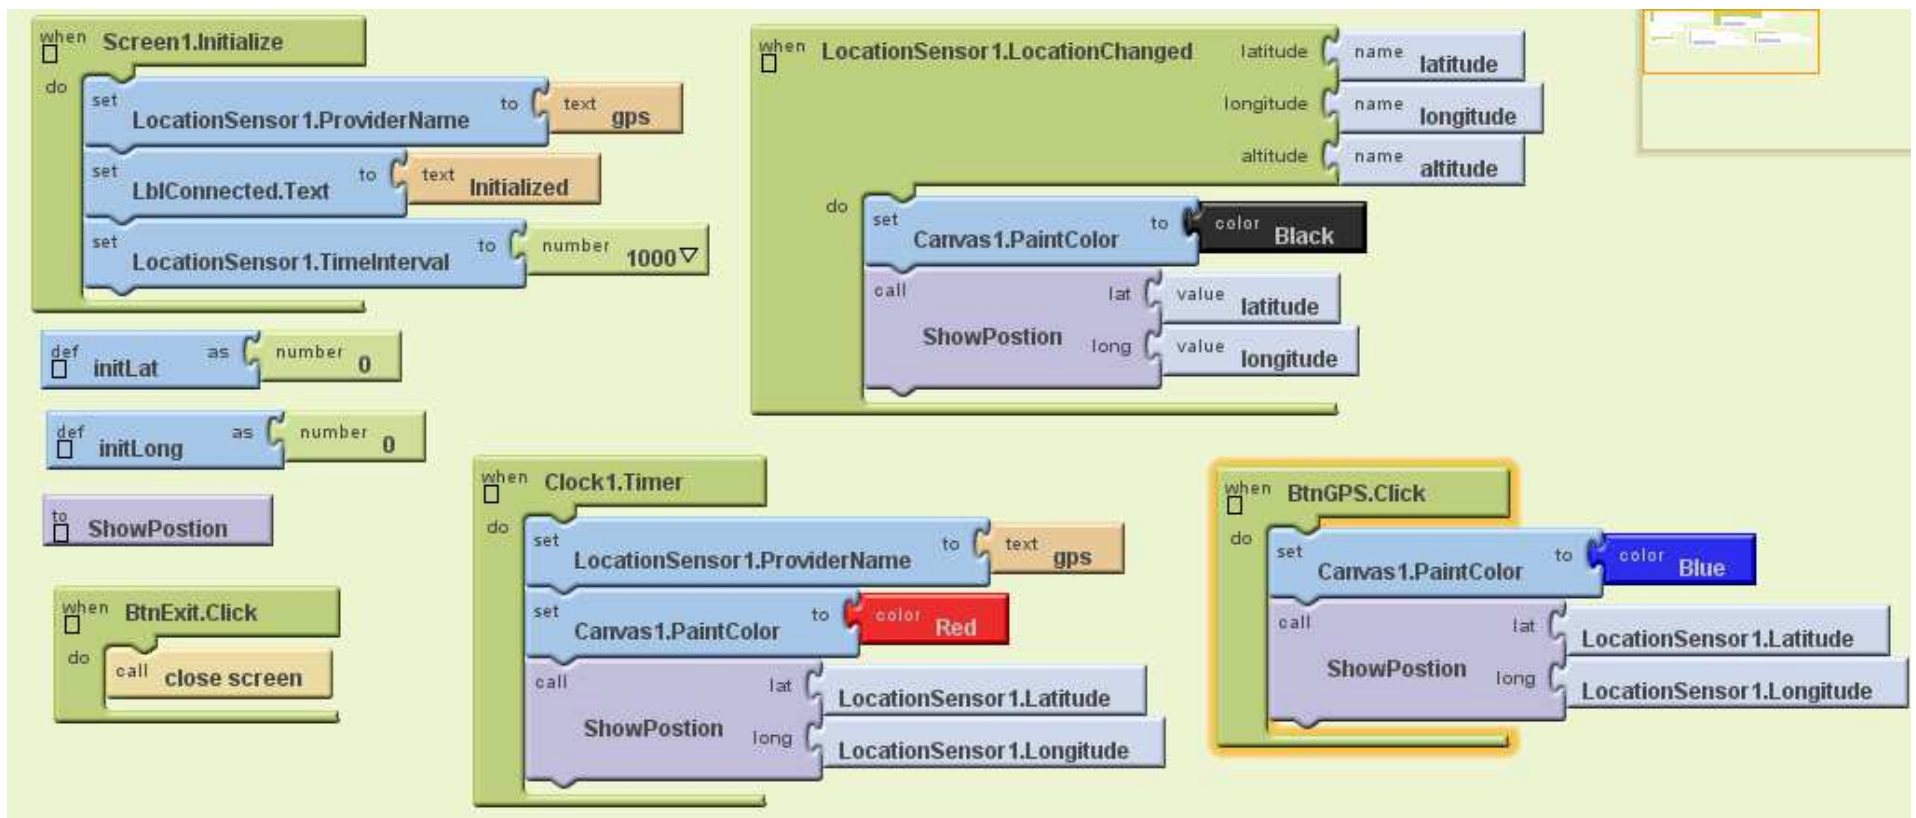 when Screen1.Initialize
do
set LocationSensor1.ProviderName to text gps
set LblConnected.Text to text Initialized
set LocationSensor1.TimeInterval to number 1000
def initLat as number 0
def initLong as number 0
to ShowPostion
when BtnExit.Click
do
call close screen
when LocationSensor1.LocationChanged latitude name latitude
longitude name longitude
altitude name altitude
do
set Canvas1.PaintColor to color Black
call ShowPostion lat value latitude
long value longitude
when Clock1.Timer
do
set LocationSensor1.ProviderName to text gps
set Canvas1.PaintColor to color Red
call ShowPostion lat LocationSensor1.Latitude
long LocationSensor1.Longitude
when BtnGPS.Click
do
set Canvas1.PaintColor to color Blue
call ShowPostion lat LocationSensor1.Latitude
long LocationSensor1.Longitude